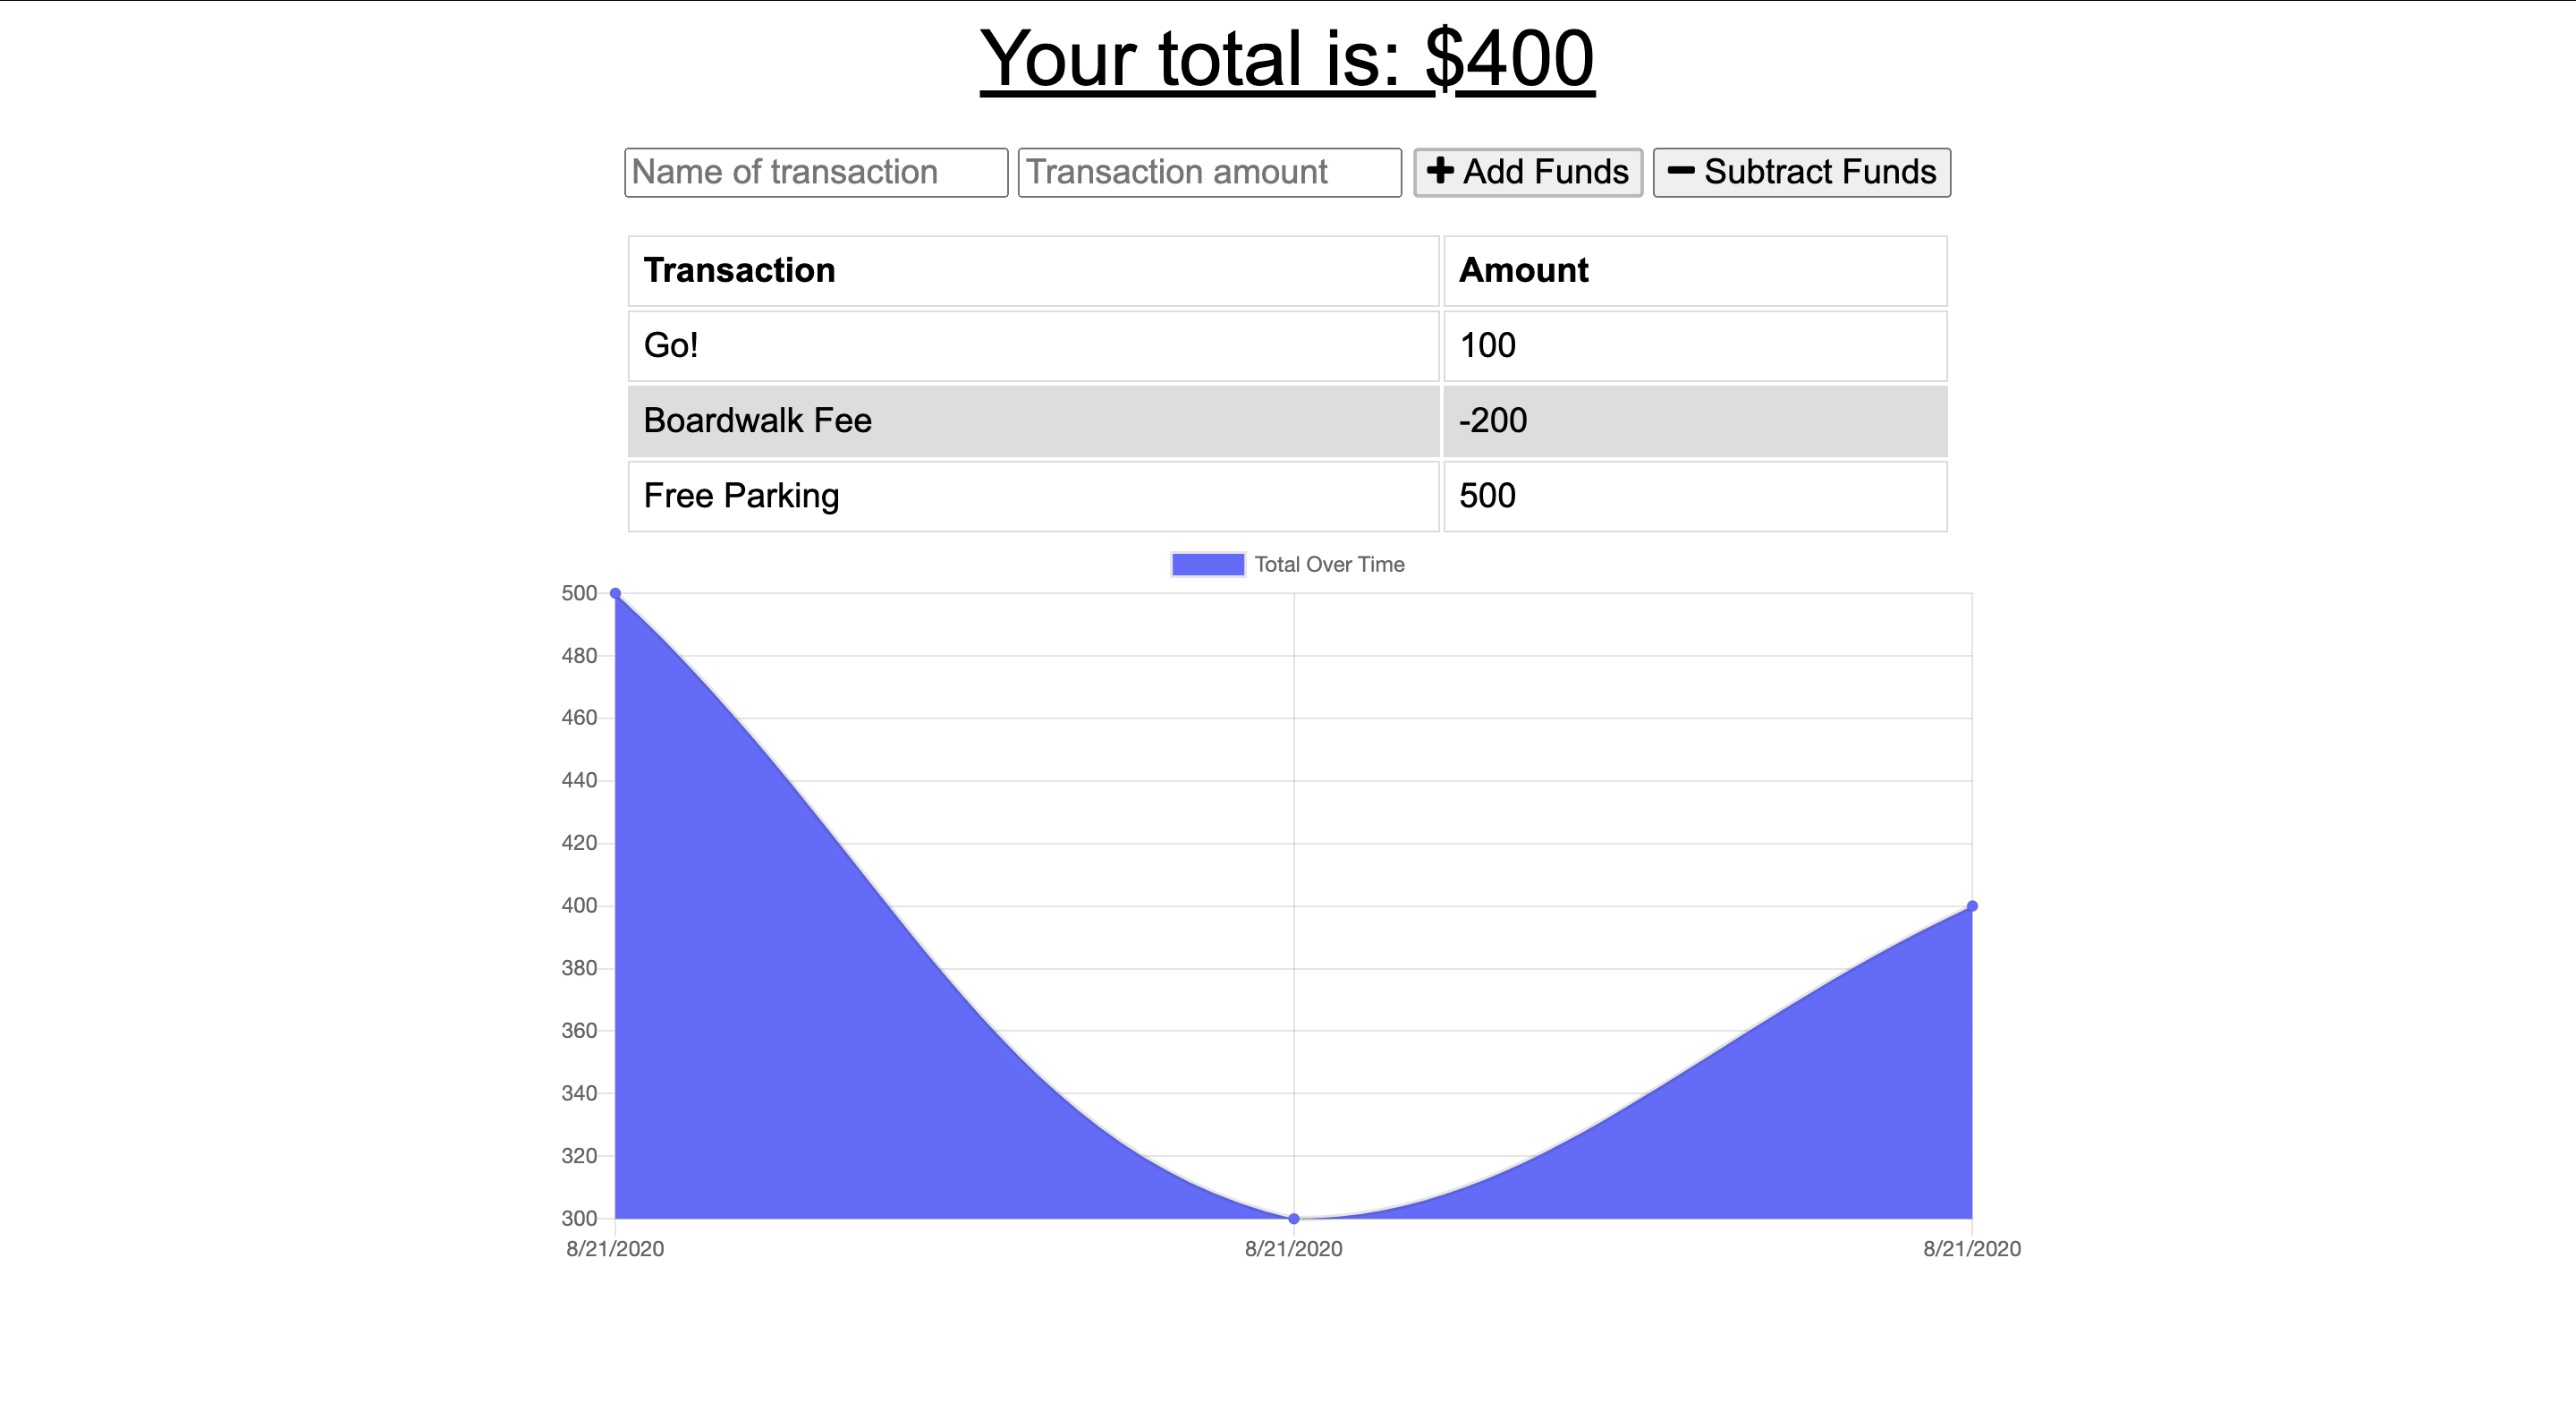 Your total is: $400
Name of transaction Transaction amount Add Funds Subtract Funds
Transaction Amount
Go! 100
Boardwalk Fee -200
Free Parking 500
Total Over Time
500
480
460
440
420
400
380
360
340
320
300
8/21/2020 8/21/2020 8/21/2020